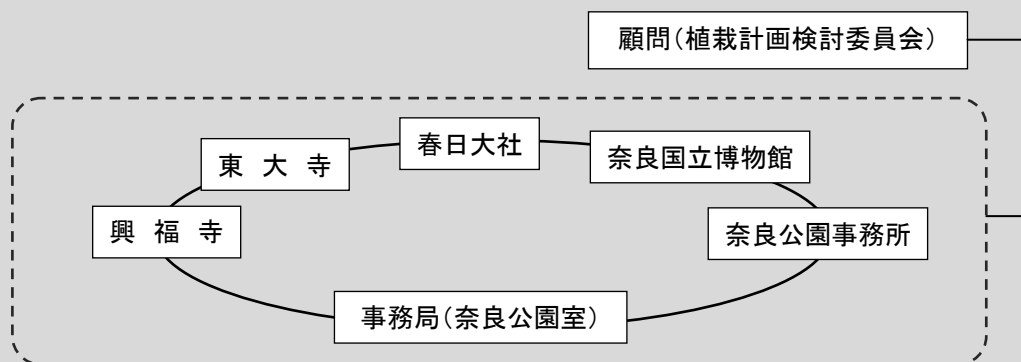 顧問(植栽計画検討委員会)
春日大社
東大寺
奈良国立博物館
興福寺
奈良公園事務所
事務局(奈良公園室)